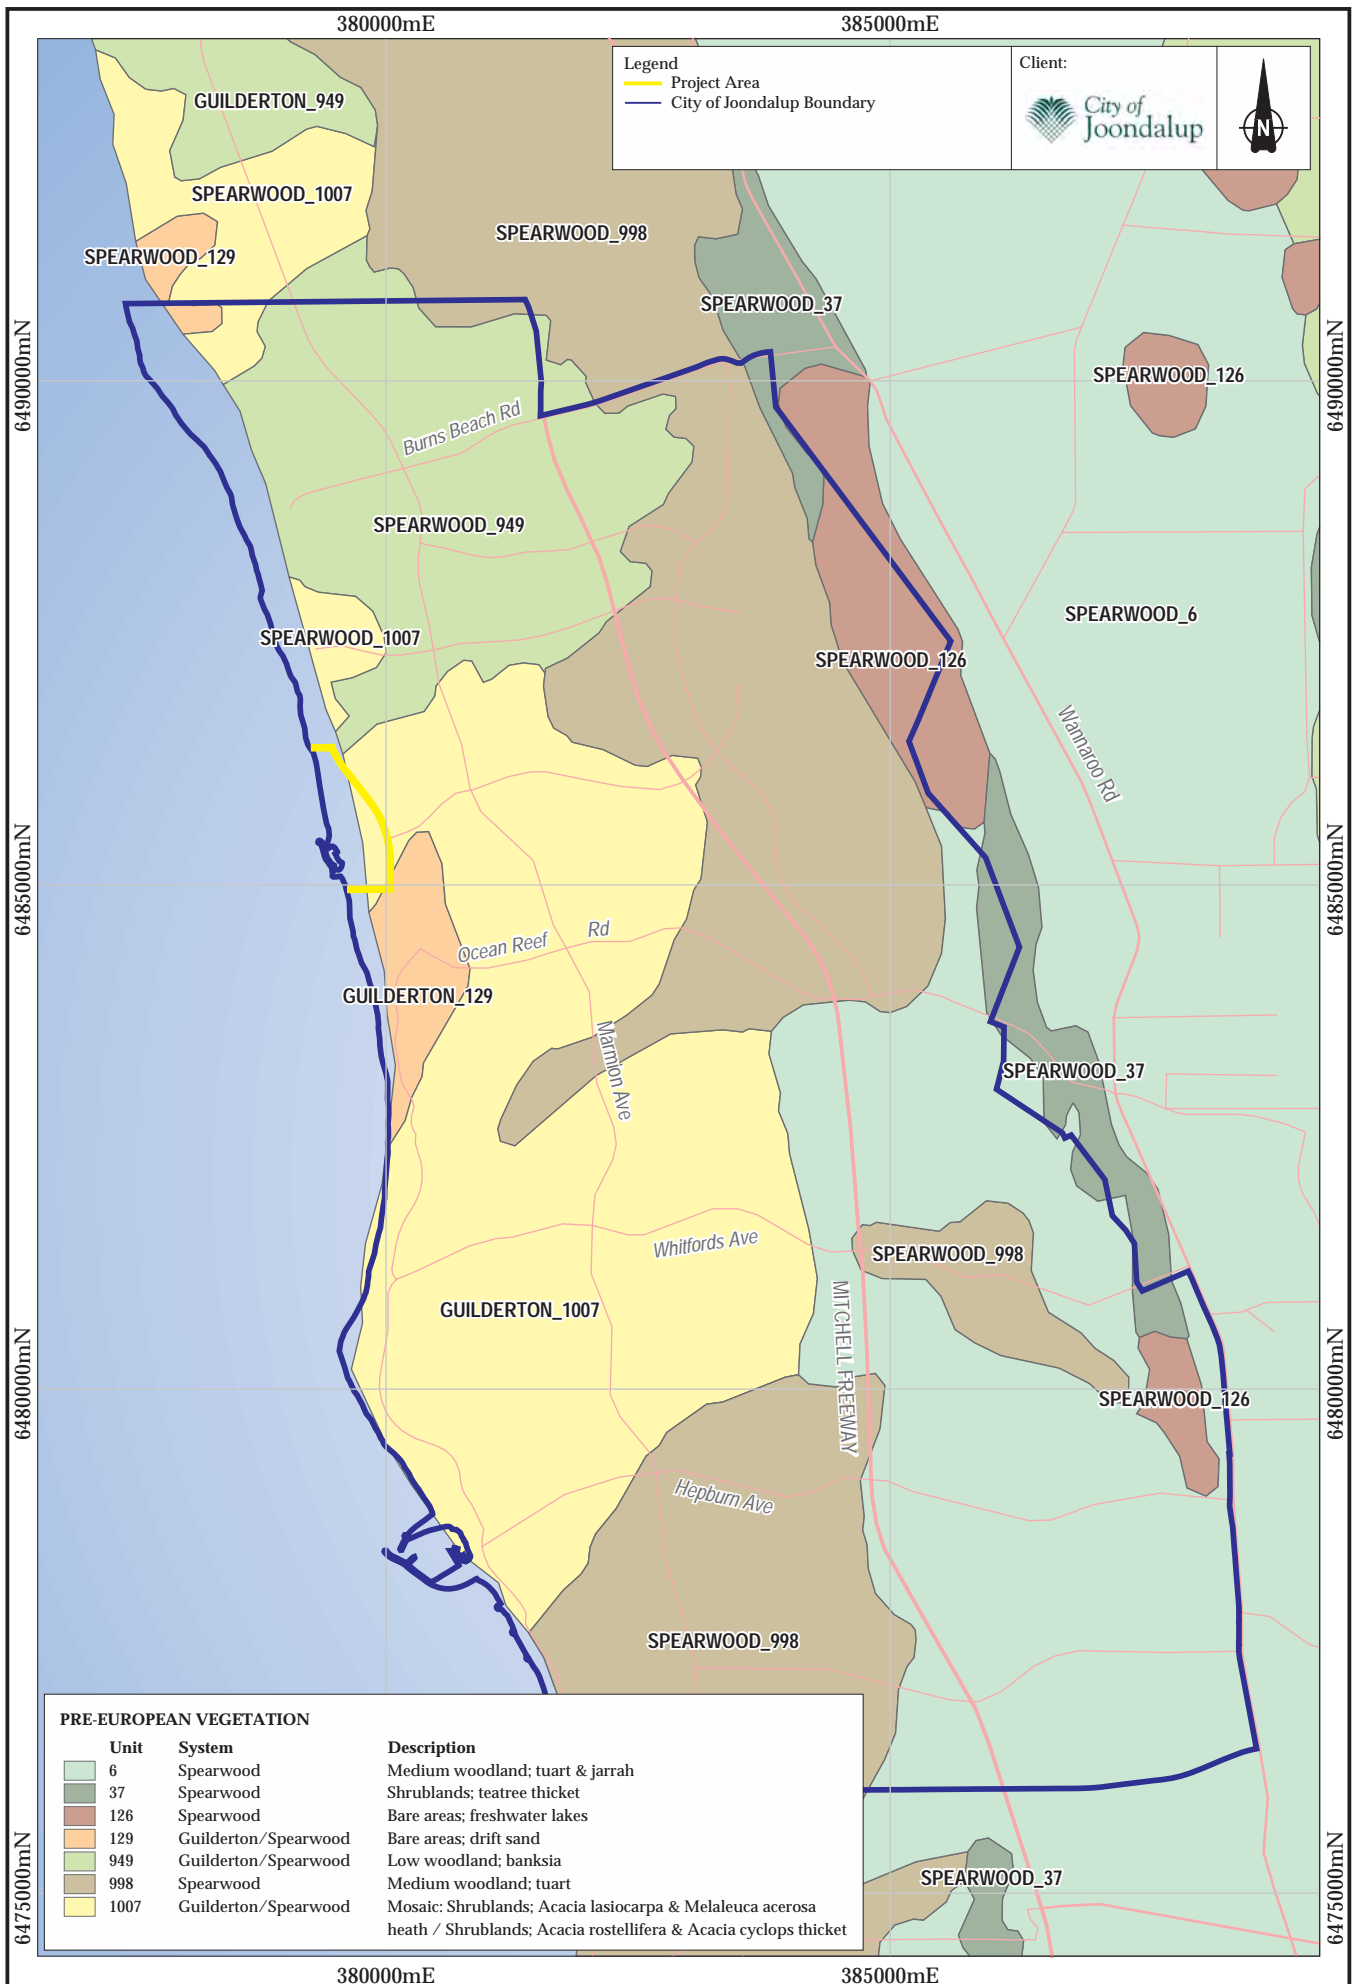 380000mE
385000mE
Legend
Project Area
City of Joondalup Boundary
Client:
City of
Joondalup
N
GUILDERTON_949
SPEARWOOD_1007
SPEARWOOD_998
SPEARWOOD_129
SPEARWOOD_37
6490000mN
6490000mN
SPEARWOOD_126
Burns Beach Rd
SPEARWOOD_949
SPEARWOOD_6
SPEARWOOD_1007
SPEARWOOD_126
Wannaroo Rd
6485000mN
6485000mN
Ocean Reef Rd
GUILDERTON_129
Marmion Ave
SPEARWOOD_37
Whitfords Ave
SPEARWOOD_998
GUILDERTON_1007
MITCHELL FREEWAY
6480000mN
6480000mN
SPEARWOOD_126
Hepburn Ave
SPEARWOOD_998
PRE-EUROPEAN VEGETATION
Unit System Description
6 Spearwood Medium woodland; tuart & jarrah
37 Spearwood Shrublands; teatree thicket
126 Spearwood Bare areas; freshwater lakes
129 Guilderton/Spearwood Bare areas; drift sand
949 Guilderton/Spearwood Low woodland; banksia
998 Spearwood Medium woodland; tuart
1007 Guilderton/Spearwood Mosaic: Shrublands; Acacia lasiocarpa & Melaleuca acerosa
heath / Shrublands; Acacia rostellifera & Acacia cyclops thicket
SPEARWOOD_37
6475000mN
6475000mN
380000mE
385000mE